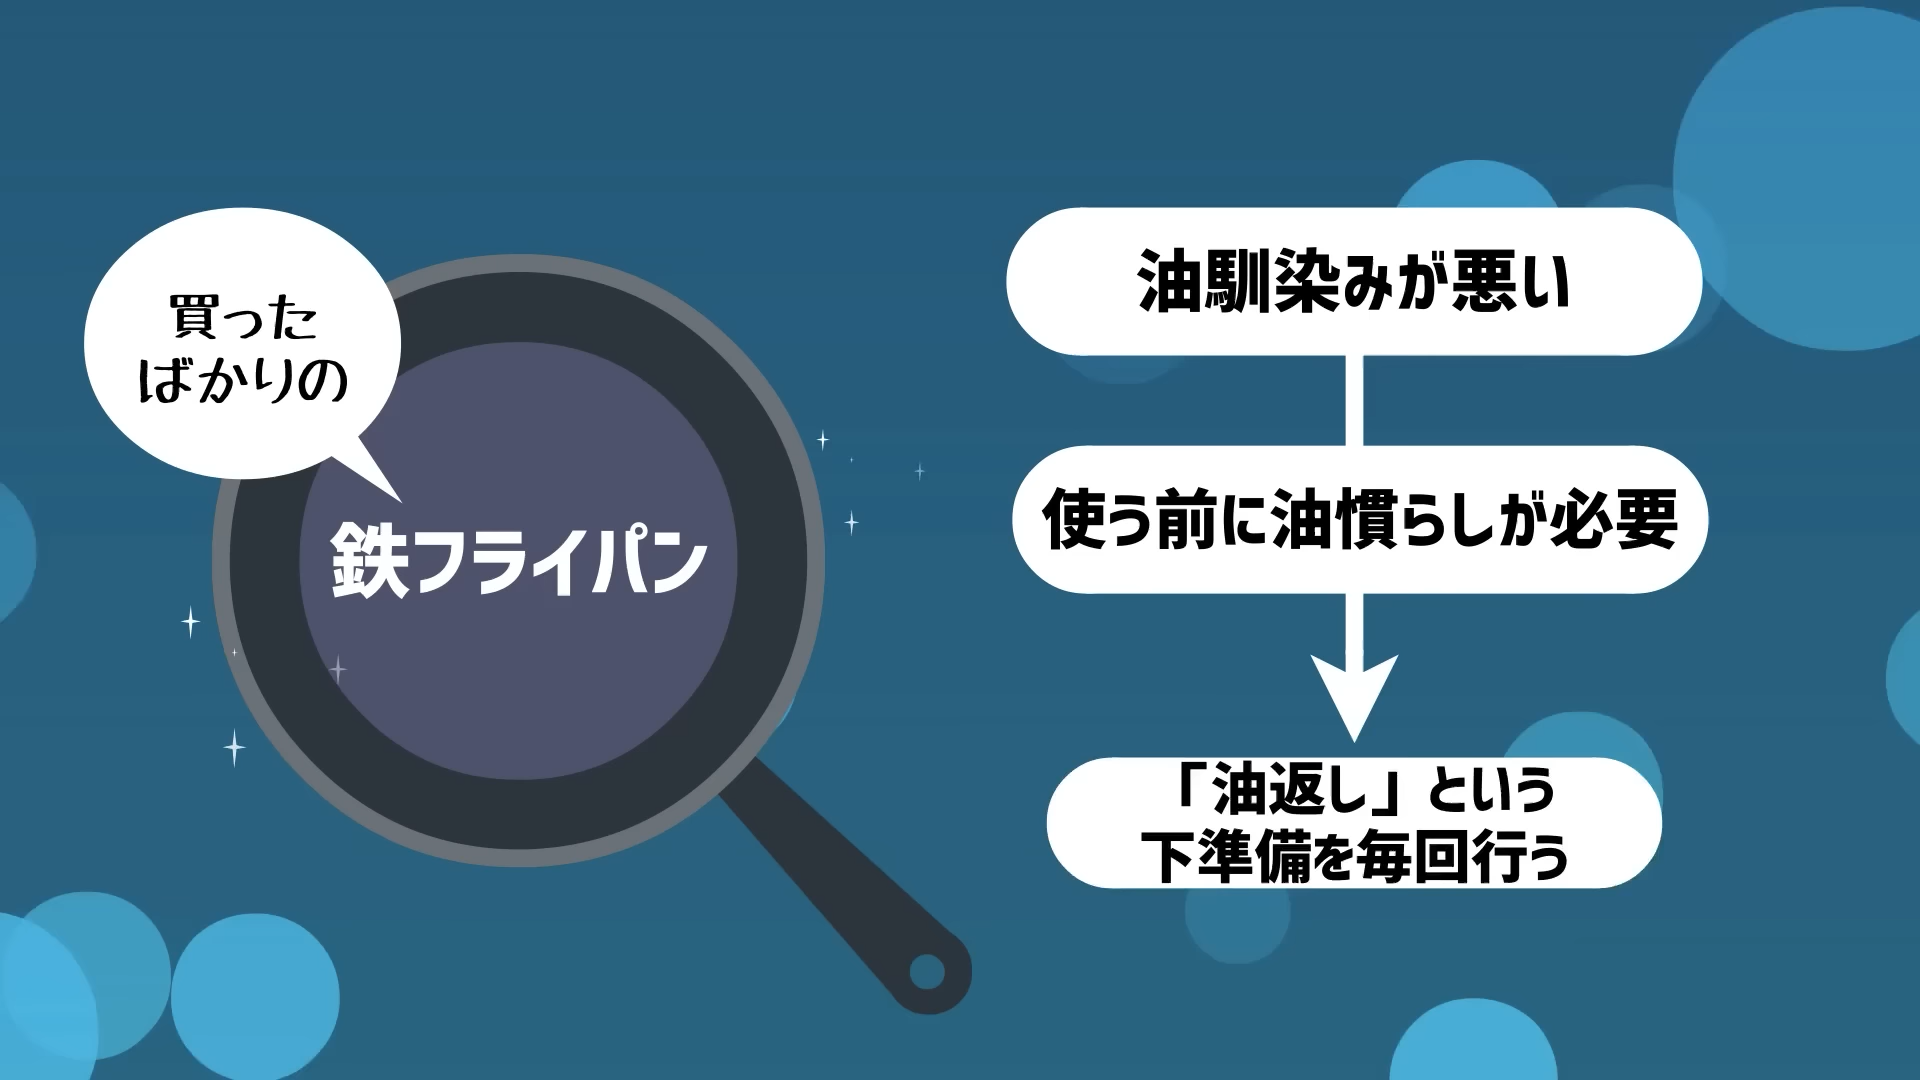 買った
ばかりの
鉄フライパン
油馴染みが悪い
使う前に油慣らしが必要
「油返し」という
下準備を毎回行う